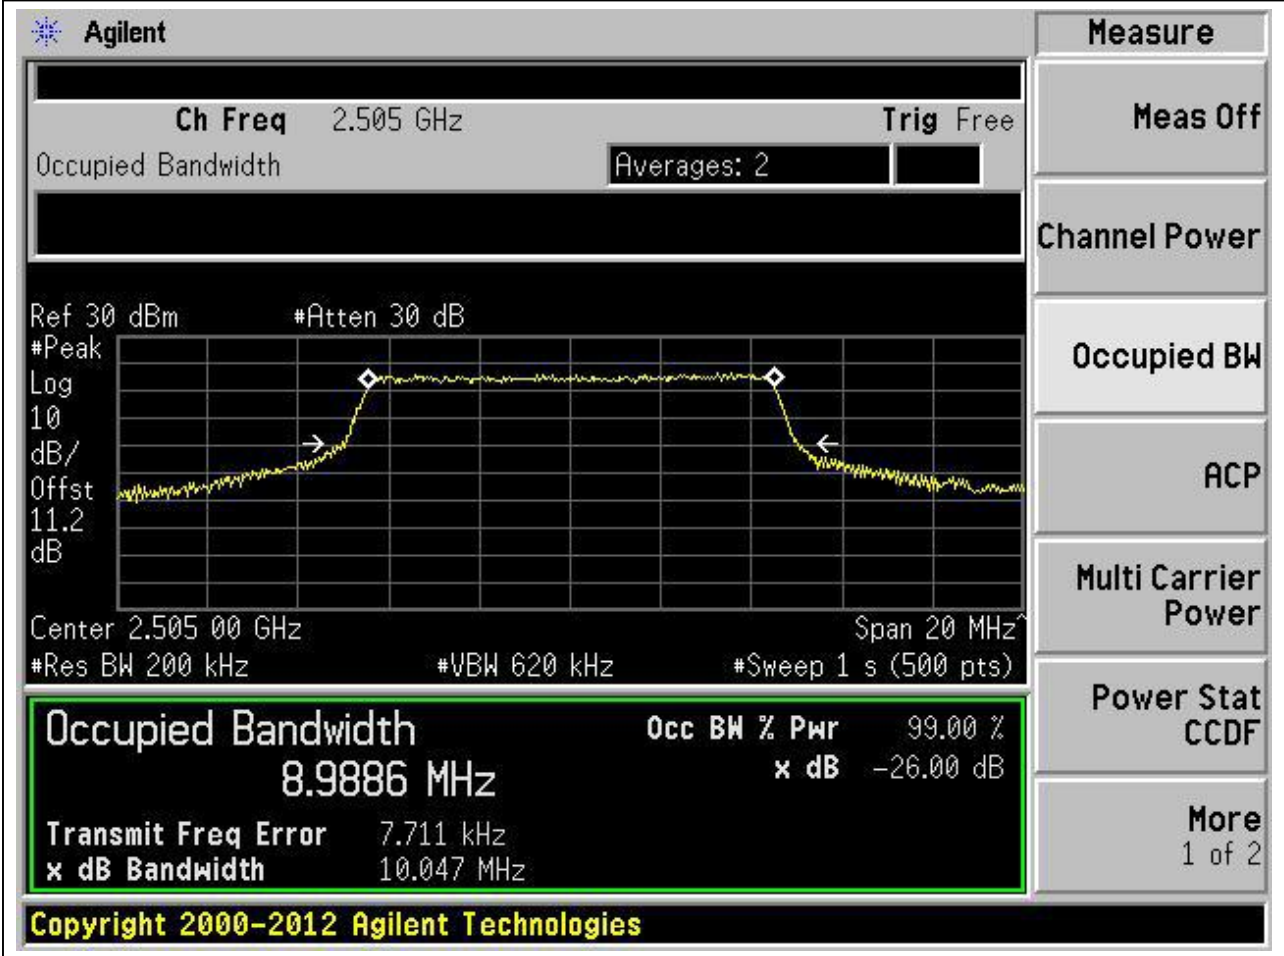 Agilent
Measure
Ch Freq 2.505 GHz Trig Free
Occupied Bandwidth Averages: 2
Meas Off
Channel Power
Occupied BW
ACP
Multi Carrier
Power
Power Stat
CCDF
More
1 of 2
Ref 30 dBm #Atten 30 dB
#Peak
Log
10
dB/
Offst
11.2
dB
Center 2.505 00 GHz Span 20 MHz^
#Res BW 200 kHz #VBW 620 kHz #Sweep 1 s (500 pts)
Occupied Bandwidth Occ BW % Pwr 99.00 %
8.9886 MHz x dB -26.00 dB
Transmit Freq Error 7.711 kHz
x dB Bandwidth 10.047 MHz
Copyright 2000-2012 Agilent Technologies